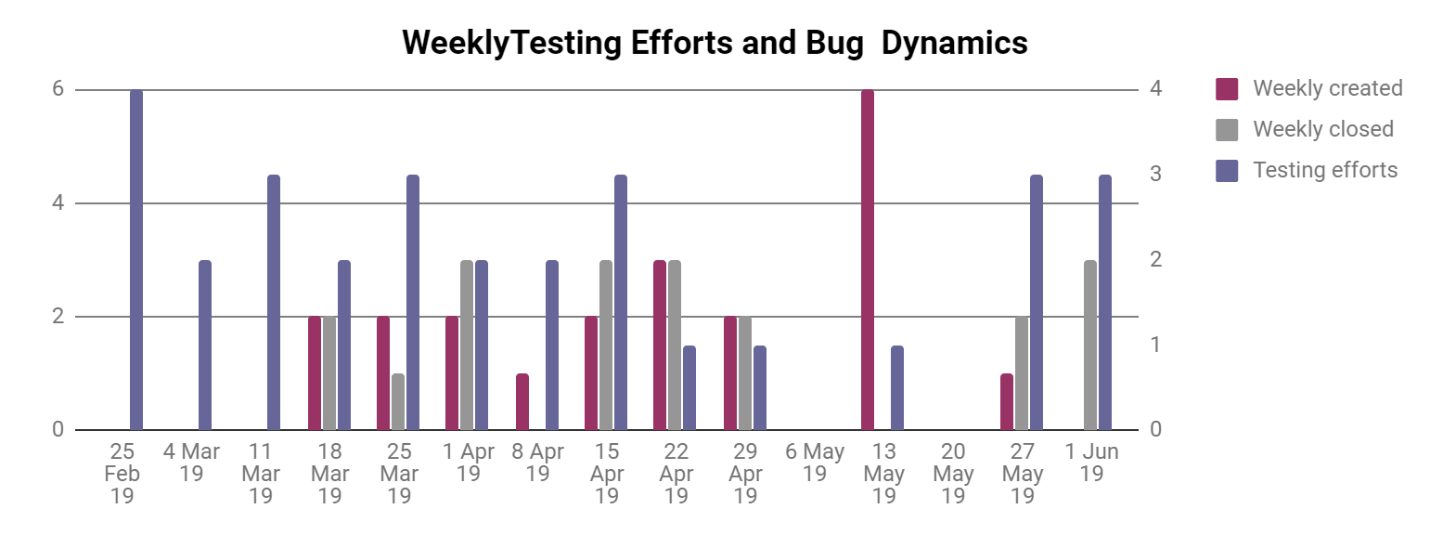 WeeklyTesting Efforts and Bug  Dynamics
6
4
2
0
4
3
2
1
0
Weekly created
Weekly closed
Testing efforts
25
Feb
19
4 Mar
19
11
Mar
19
18
Mar
19
25
Mar
19
1 Apr
19
8 Apr
19
15
Apr
19
22
Apr
19
29
Apr
19
6 May
19
13
May
19
20
May
19
27
May
19
1 Jun
19